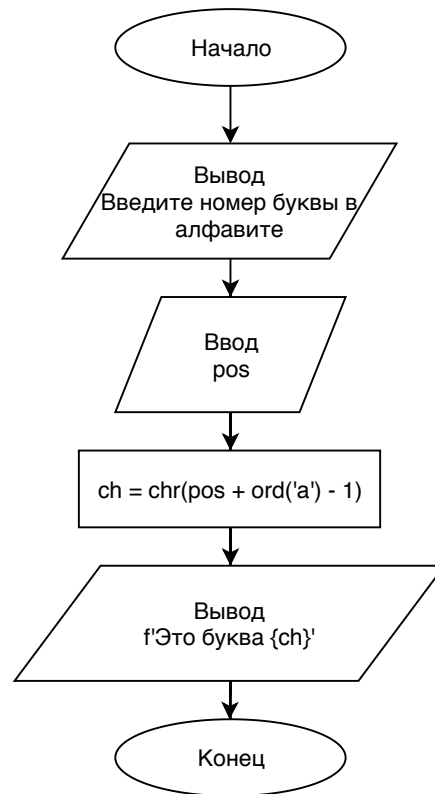 Начало
Вывод
Введите номер буквы в
алфавите
Ввод
pos
ch = chr(pos + ord('a') - 1)
Вывод
f'Это буква {ch}'
Конец